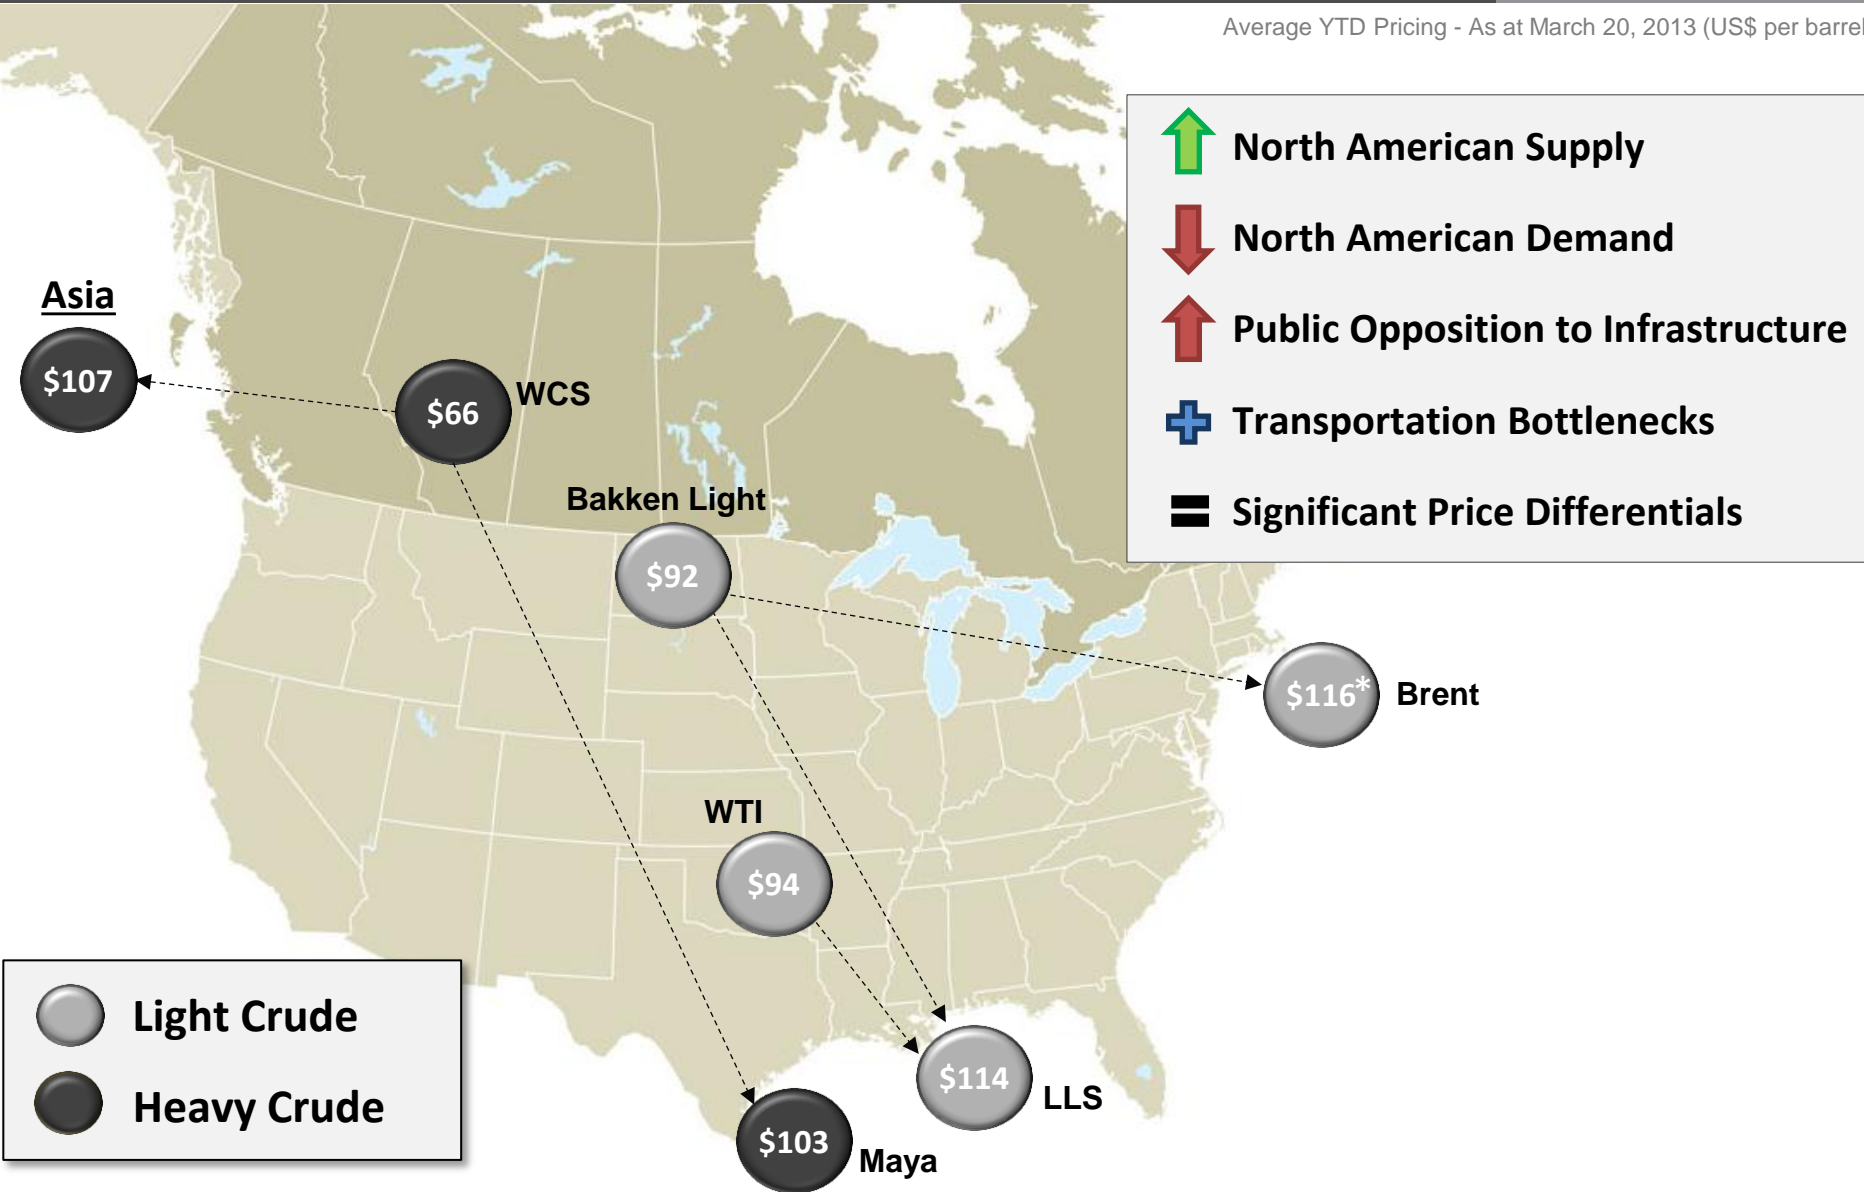 Average YTD Pricing - As at March 20, 2013 (US$ per barrel
North American Supply
North American Demand
Public Opposition to Infrastructure
Transportation Bottlenecks
Significant Price Differentials
Asia
$107
$66
WCS
Bakken Light
$92
$116*
Brent
WTI
$94
$114
LLS
$103
Maya
Light Crude
Heavy Crude